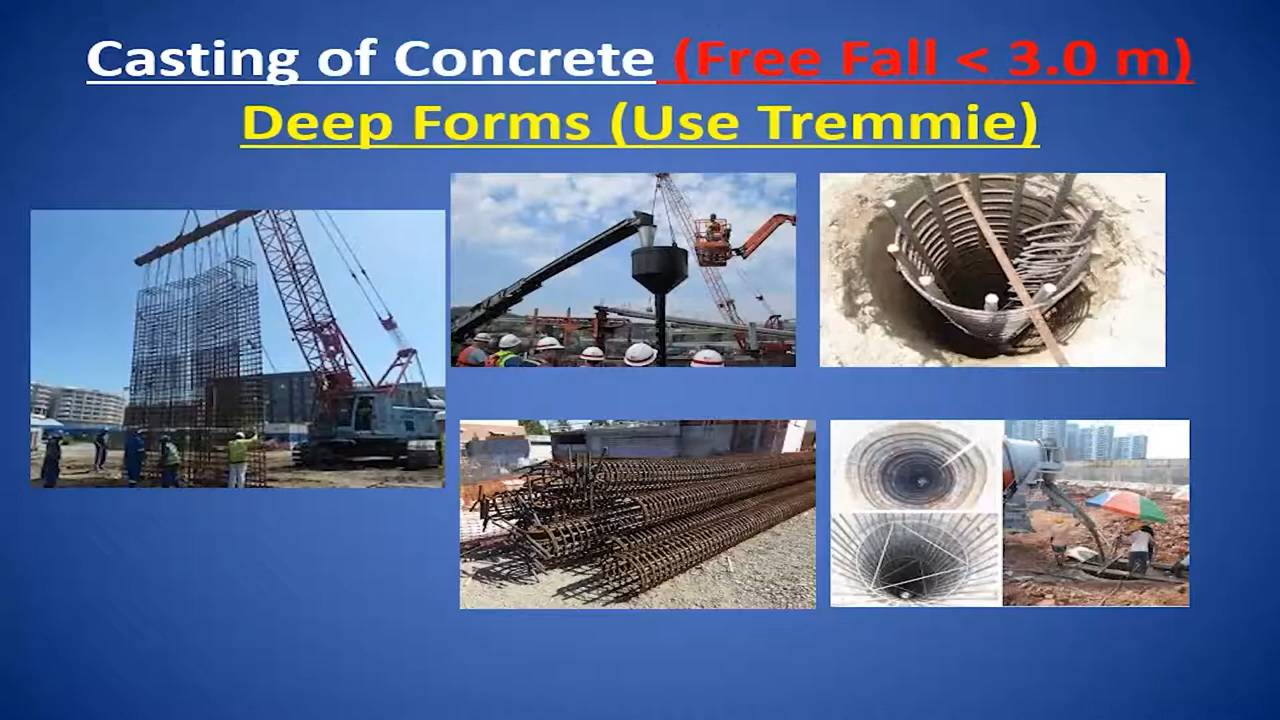 Casting of Concrete (Free Fall < 3.0 m)
Deep Forms (Use Tremmie)